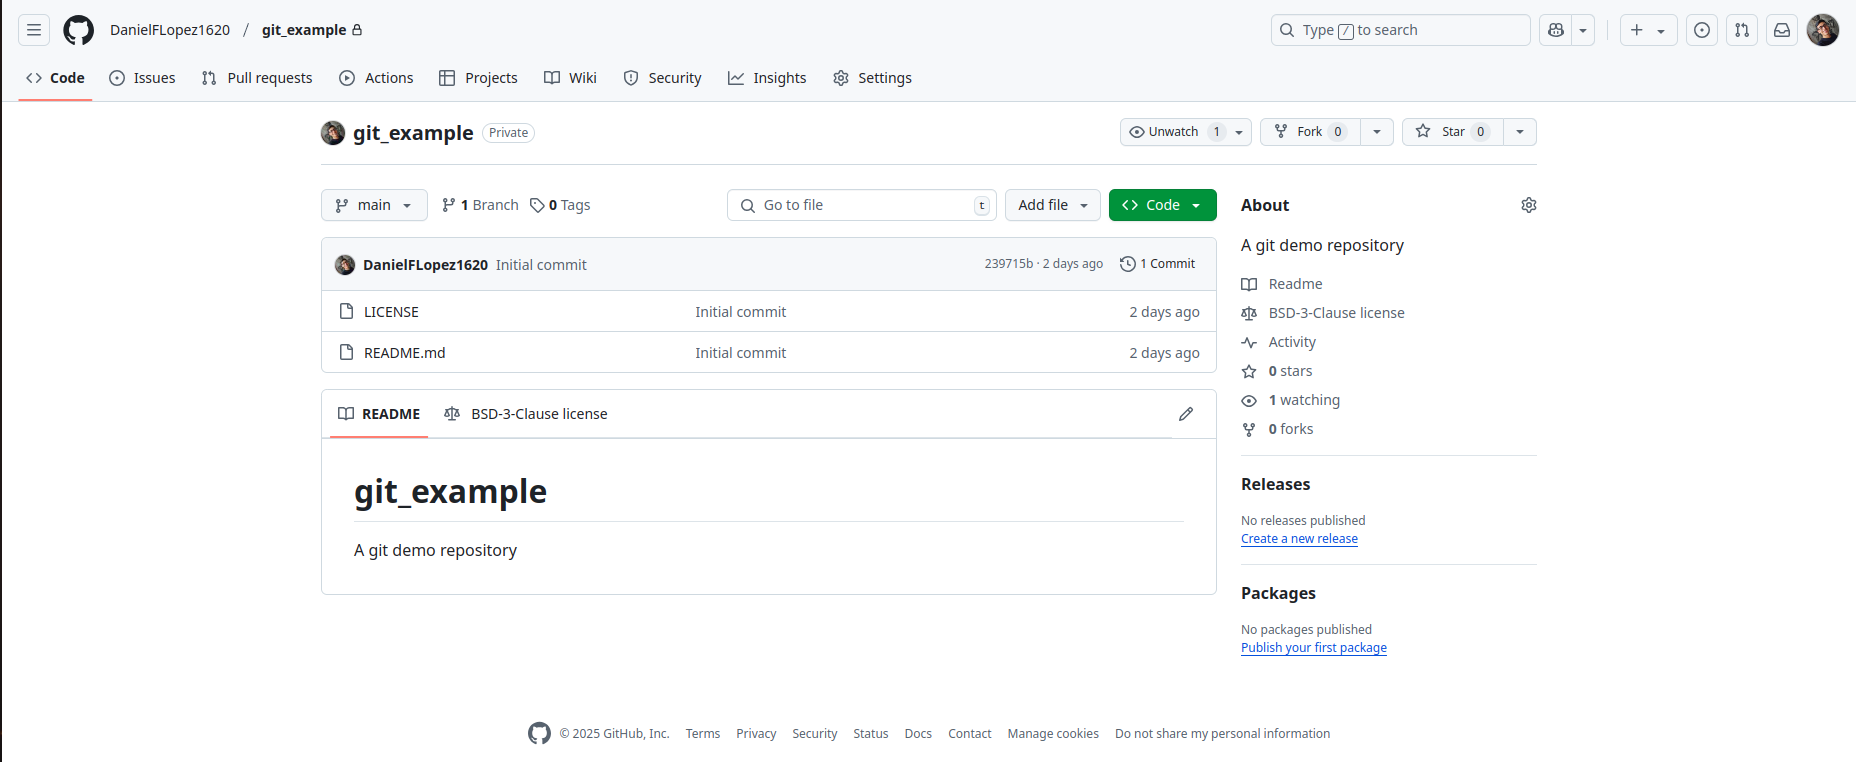 DanielFLopez1620 / git_example
Type / to search
Code Issues Pull requests Actions Projects Wiki Security Insights Settings
git_example Private
Unwatch 1 Fork 0 Star 0
main 1 Branch 0 Tags
Go to file t Add file Code
DanielFLopez1620 Initial commit 239715b · 2 days ago 1 Commit
LICENSE Initial commit 2 days ago
README.md Initial commit 2 days ago
README BSD-3-Clause license
git_example
A git demo repository
About
A git demo repository
Readme
BSD-3-Clause license
Activity
0 stars
1 watching
0 forks
Releases
No releases published
Create a new release
Packages
No packages published
Publish your first package
© 2025 GitHub, Inc. Terms Privacy Security Status Docs Contact Manage cookies Do not share my personal information